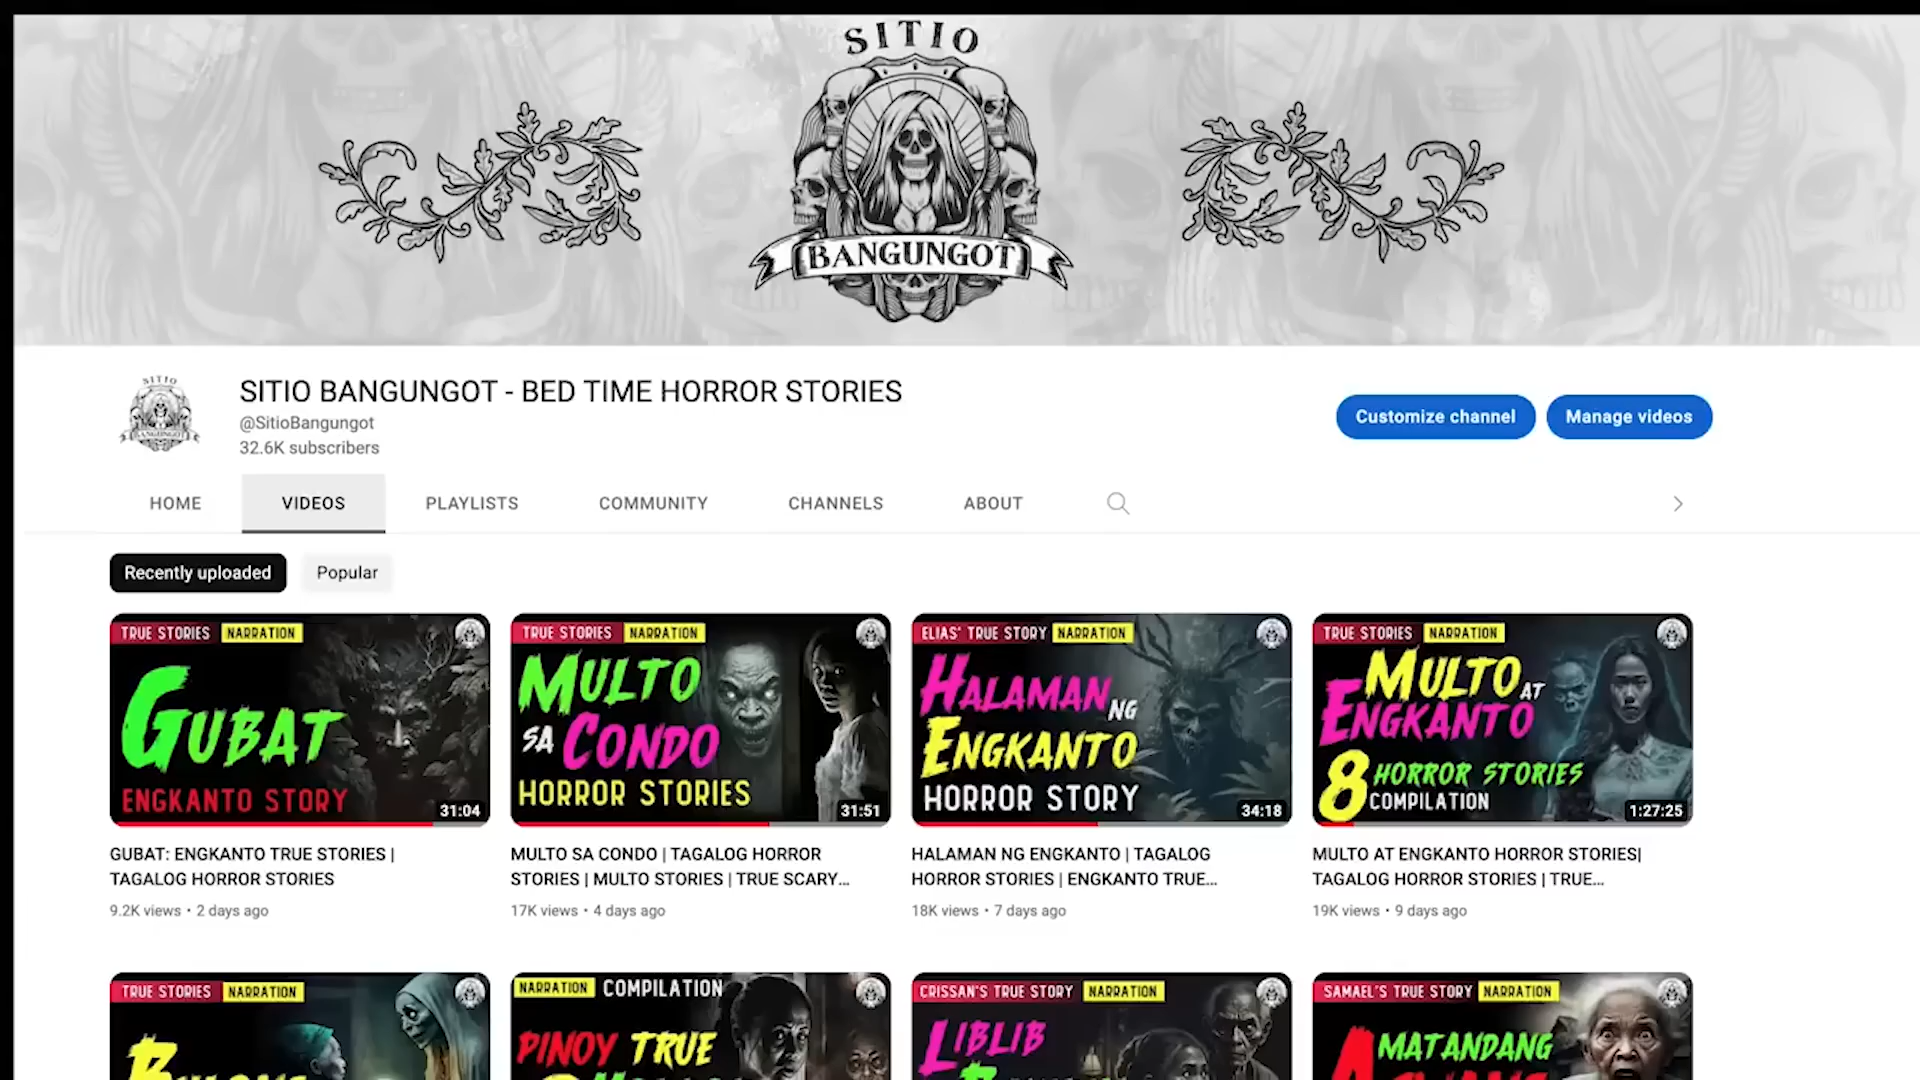 SITIO
BANGUNGOT
SITIO BANGUNGOT - BED TIME HORROR STORIES
@SitioBangungot
32.6K subscribers
Customize channel
Manage videos
HOME
VIDEOS
PLAYLISTS
COMMUNITY
CHANNELS
ABOUT
Recently uploaded
Popular
TRUE STORIES NARRATION
GUBAT
ENGKANTO STORY
31:04
GUBAT: ENGKANTO TRUE STORIES |
TAGALOG HORROR STORIES
9.2K views • 2 days ago
TRUE STORIES NARRATION
MULTO
SA CONDO
HORROR STORIES
31:51
MULTO SA CONDO | TAGALOG HORROR
STORIES | MULTO STORIES | TRUE SCARY...
17K views • 4 days ago
ELIAS' TRUE STORY NARRATION
HALAMAN NG
ENGKANTO
HORROR STORY
34:18
HALAMAN NG ENGKANTO | TAGALOG
HORROR STORIES | ENGKANTO TRUE...
18K views • 7 days ago
TRUE STORIES NARRATION
MULTO AT
ENGKANTO
8 HORROR STORIES
COMPILATION
1:27:25
MULTO AT ENGKANTO HORROR STORIES|
TAGALOG HORROR STORIES | TRUE...
19K views • 9 days ago
TRUE STORIES NARRATION
NARRATION COMPILATION
PINOY TRUE
CRISSAN'S TRUE STORY NARRATION
LIBLIB
SAMAEL'S TRUE STORY NARRATION
MATANDANG